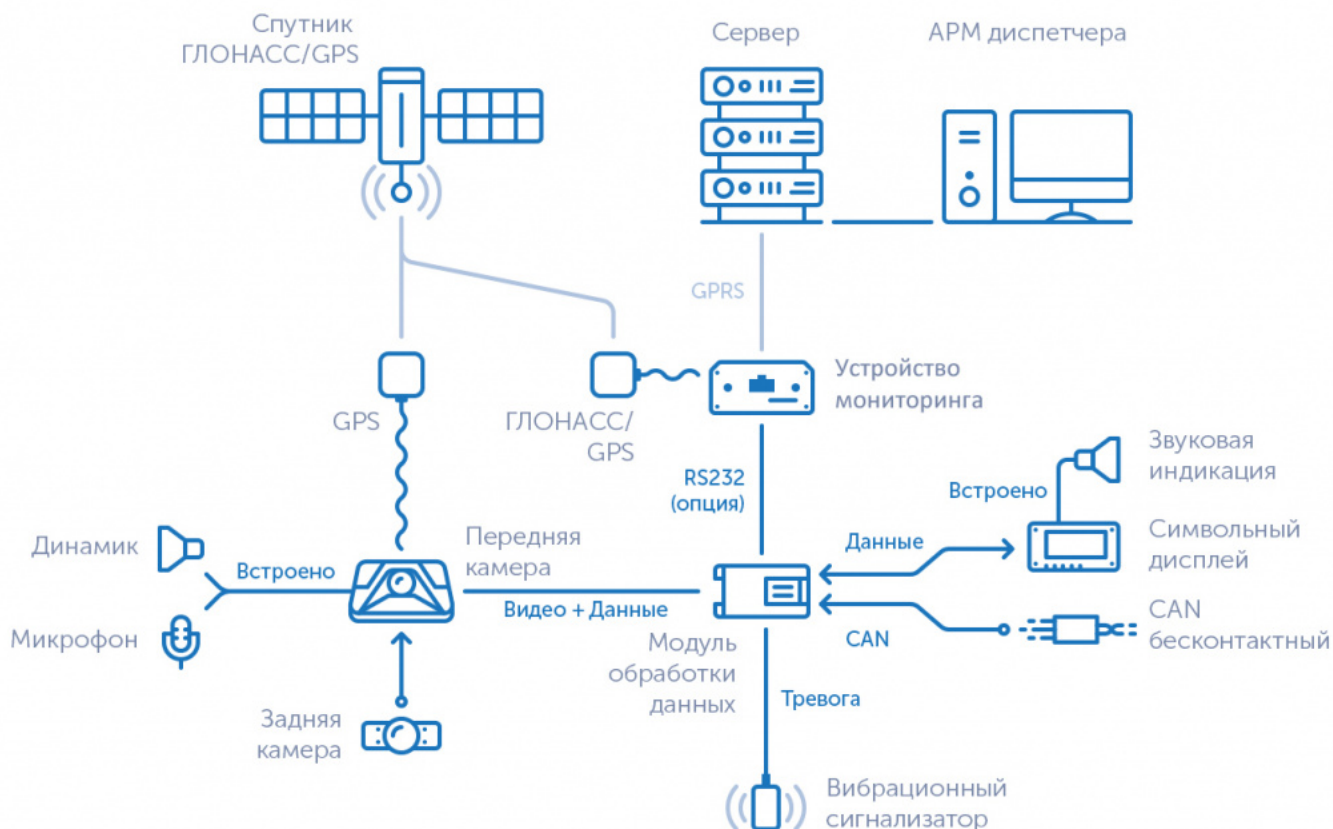 Спутник
ГЛОНАСС/GPS
Сервер
АРМ диспетчера
GPRS
GPS
ГЛОНАСС/
GPS
Устройство
мониторинга
RS232
(опция)
Звуковая
индикация
Встроено
Динамик
Встроено
Передняя
камера
Данные
Символьный
дисплей
Видео + Данные
Микрофон
CAN
CAN
бесконтактный
Модуль
обработки
данных
Тревога
Задняя
камера
Вибрационный
сигнализатор